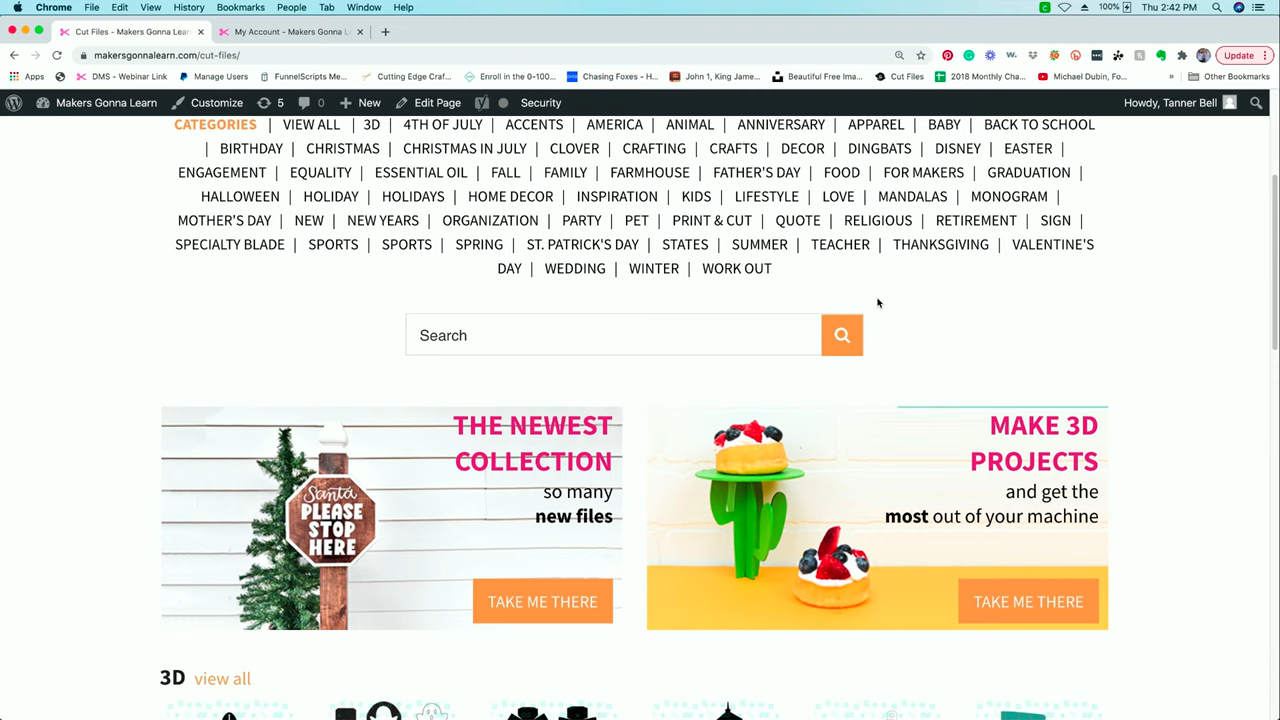 Chrome File Edit View History Bookmarks People Tab Window Help 100% Thu 2:42 PM
Cut Files - Makers Gonna Lear × My Account - Makers Gonna L × +
makersgonnalearn.com/cut-files/ Update
Apps DMS - Webinar Link Manage Users FunnelScripts Me... Cutting Edge Craf... Enroll in the 0-100... Chasing Foxes – H... John 1, King Jame... Beautiful Free Ima... Cut Files 2018 Monthly Cha... Michael Dubin, Fo... » Other Bookmarks
Makers Gonna Learn Customize 5 0 New Edit Page Security Howdy, Tanner Bell
CATEGORIES | VIEW ALL | 3D | 4TH OF JULY | ACCENTS | AMERICA | ANIMAL | ANNIVERSARY | APPAREL | BABY | BACK TO SCHOOL
| BIRTHDAY | CHRISTMAS | CHRISTMAS IN JULY | CLOVER | CRAFTING | CRAFTS | DECOR | DINGBATS | DISNEY | EASTER |
ENGAGEMENT | EQUALITY | ESSENTIAL OIL | FALL | FAMILY | FARMHOUSE | FATHER'S DAY | FOOD | FOR MAKERS | GRADUATION |
HALLOWEEN | HOLIDAY | HOLIDAYS | HOME DECOR | INSPIRATION | KIDS | LIFESTYLE | LOVE | MANDALAS | MONOGRAM |
MOTHER'S DAY | NEW | NEW YEARS | ORGANIZATION | PARTY | PET | PRINT & CUT | QUOTE | RELIGIOUS | RETIREMENT | SIGN |
SPECIALTY BLADE | SPORTS | SPORTS | SPRING | ST. PATRICK'S DAY | STATES | SUMMER | TEACHER | THANKSGIVING | VALENTINE'S
DAY | WEDDING | WINTER | WORK OUT
Search
THE NEWEST
COLLECTION
so many
new files
Santa
PLEASE
STOP
HERE
TAKE ME THERE
MAKE 3D
PROJECTS
and get the
most out of your machine
TAKE ME THERE
3D view all